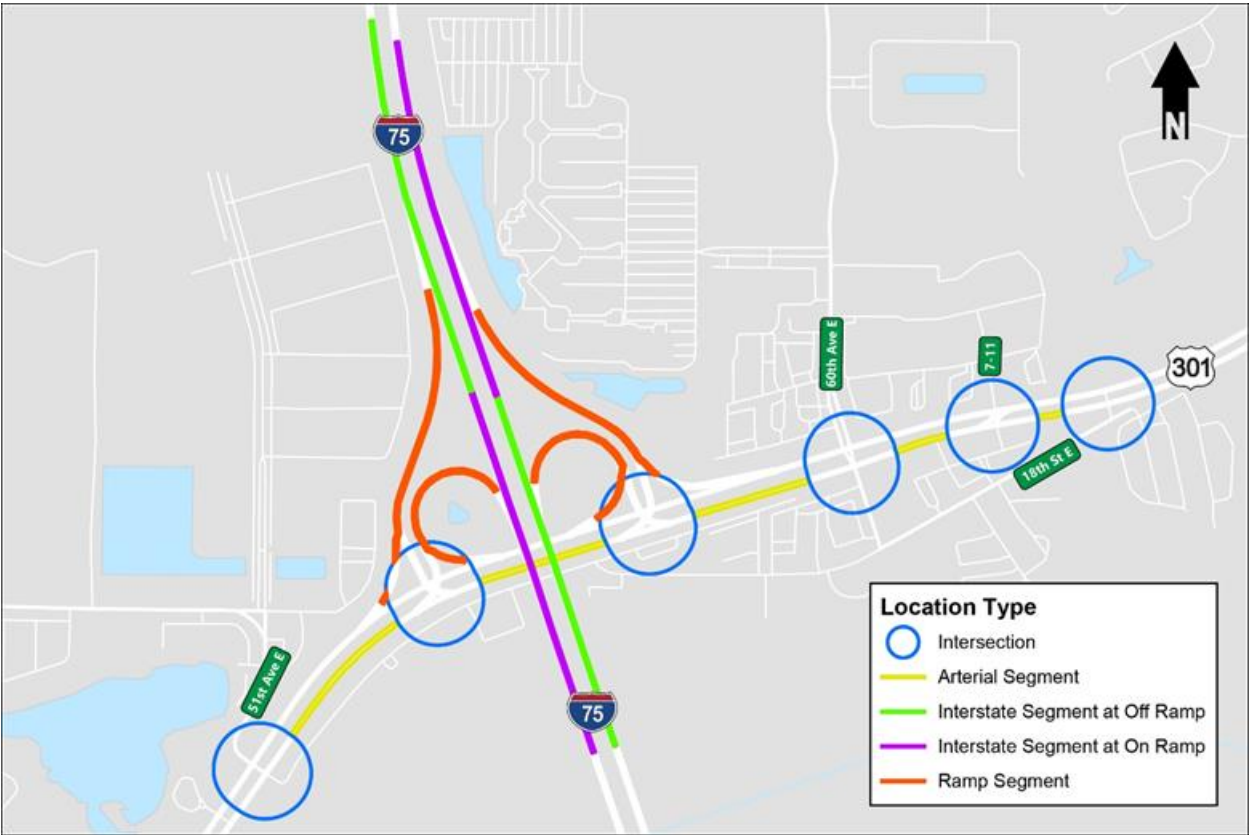 75
N
60th Ave E
7-11
301
18th St E
51st Ave E
75
Location Type
Intersection
Arterial Segment
Interstate Segment at Off Ramp
Interstate Segment at On Ramp
Ramp Segment